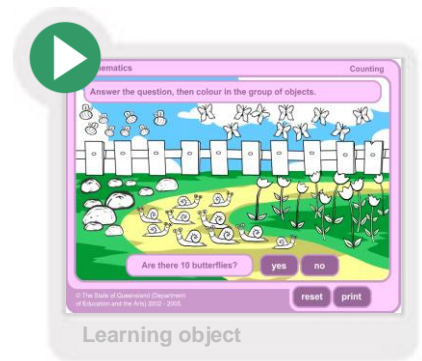 Mathematics Counting
Answer the question, then colour in the group of objects.
Are there 10 butterflies? yes no
© The State of Queensland (Department
of Education and the Arts) 2002 - 2005.
reset print
Learning object